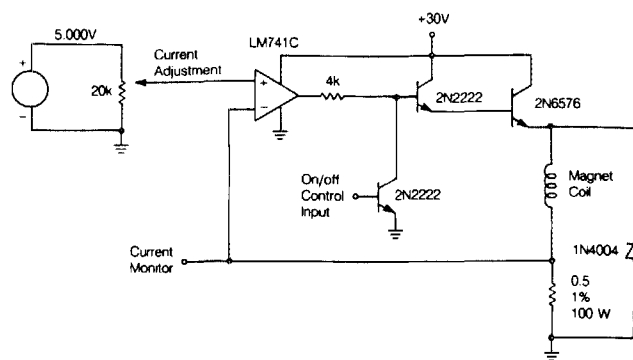 +30V
5.000V
LM741C
Current
Adjustment
+
+
4k
2N2222
2N6576
20k
−
−
Magnet
Coil
On/off
Control
Input
2N2222
Current
Monitor
1N4004
0.5
1%
100 W